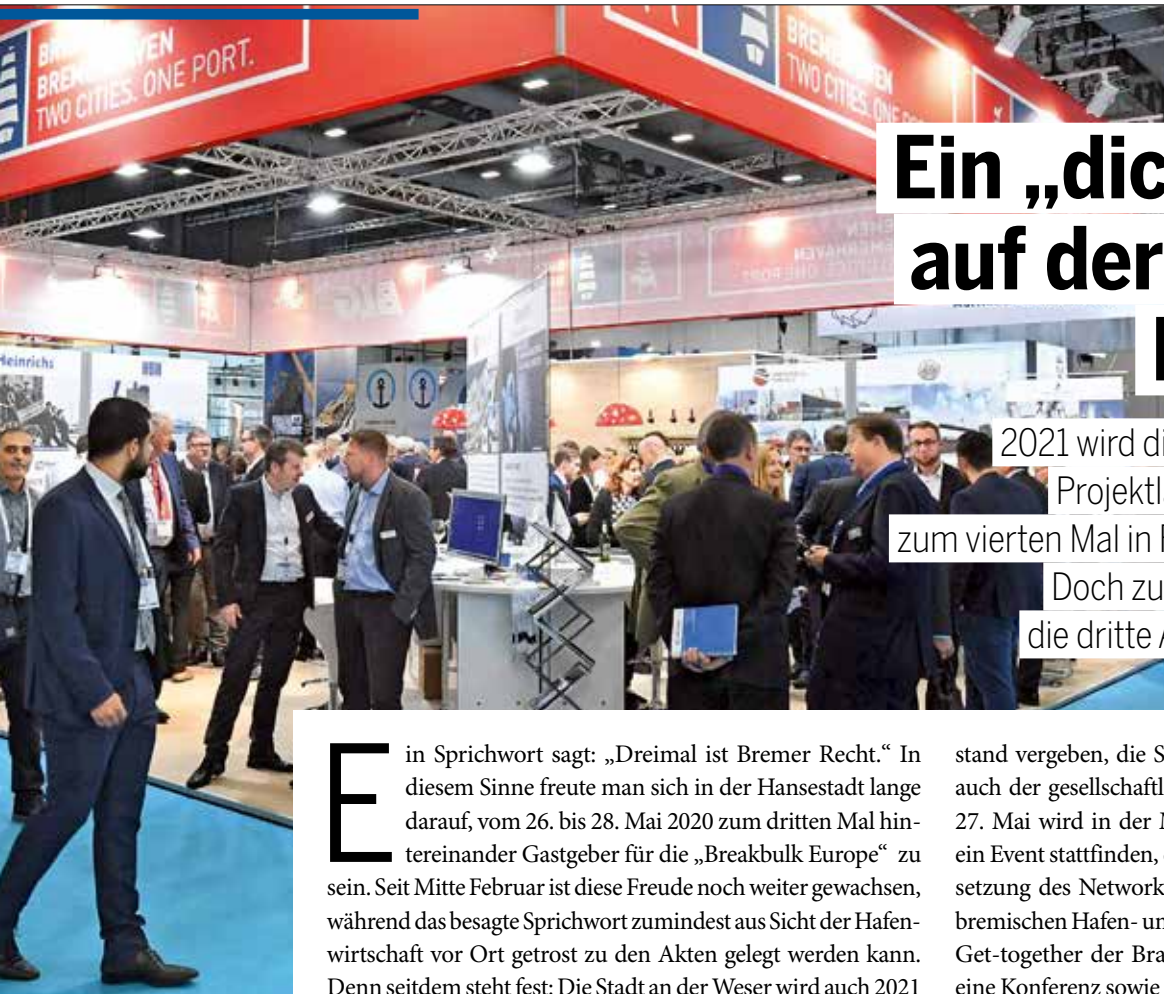 BREMEN
BREMERHAVEN
TWO CITIES. ONE PORT.
TWO CITIES. ONE
Heinrichs
Ein „dic
auf der
2021 wird di
Projektl
zum vierten Mal in
Doch zu
die dritte
Ein Sprichwort sagt: „Dreimal ist Bremer Recht.“ In
diesem Sinne freute man sich in der Hansestadt lange
darauf, vom 26. bis 28. Mai 2020 zum dritten Mal hin-
tereinander Gastgeber für die „Breakbulk Europe“ zu
sein. Seit Mitte Februar ist diese Freude noch weiter gewachsen,
während das besagte Sprichwort zumindest aus Sicht der Hafen-
wirtschaft vor Ort getrost zu den Akten gelegt werden kann.
Denn seitdem steht fest: Die Stadt an der Weser wird auch 2021
stand vergeben, die S
auch der gesellschaftl
27. Mai wird in der
ein Event stattfinden,
setzung des Network
bremischen Hafen- un
Get-together der Bra
eine Konferenz sowie